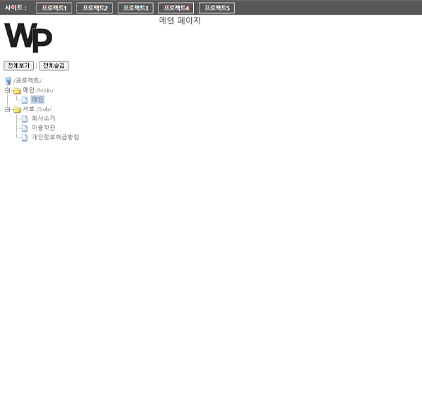 사이트 : 프로젝트1 프로젝트2 프로젝트3 프로젝트4 프로젝트5
메인 페이지
Wp
전체보기 | 전체숨김
/프로젝트/
메인 /main/
메인
서브 /Sub/
회사소개
이용약관
개인정보취급방침